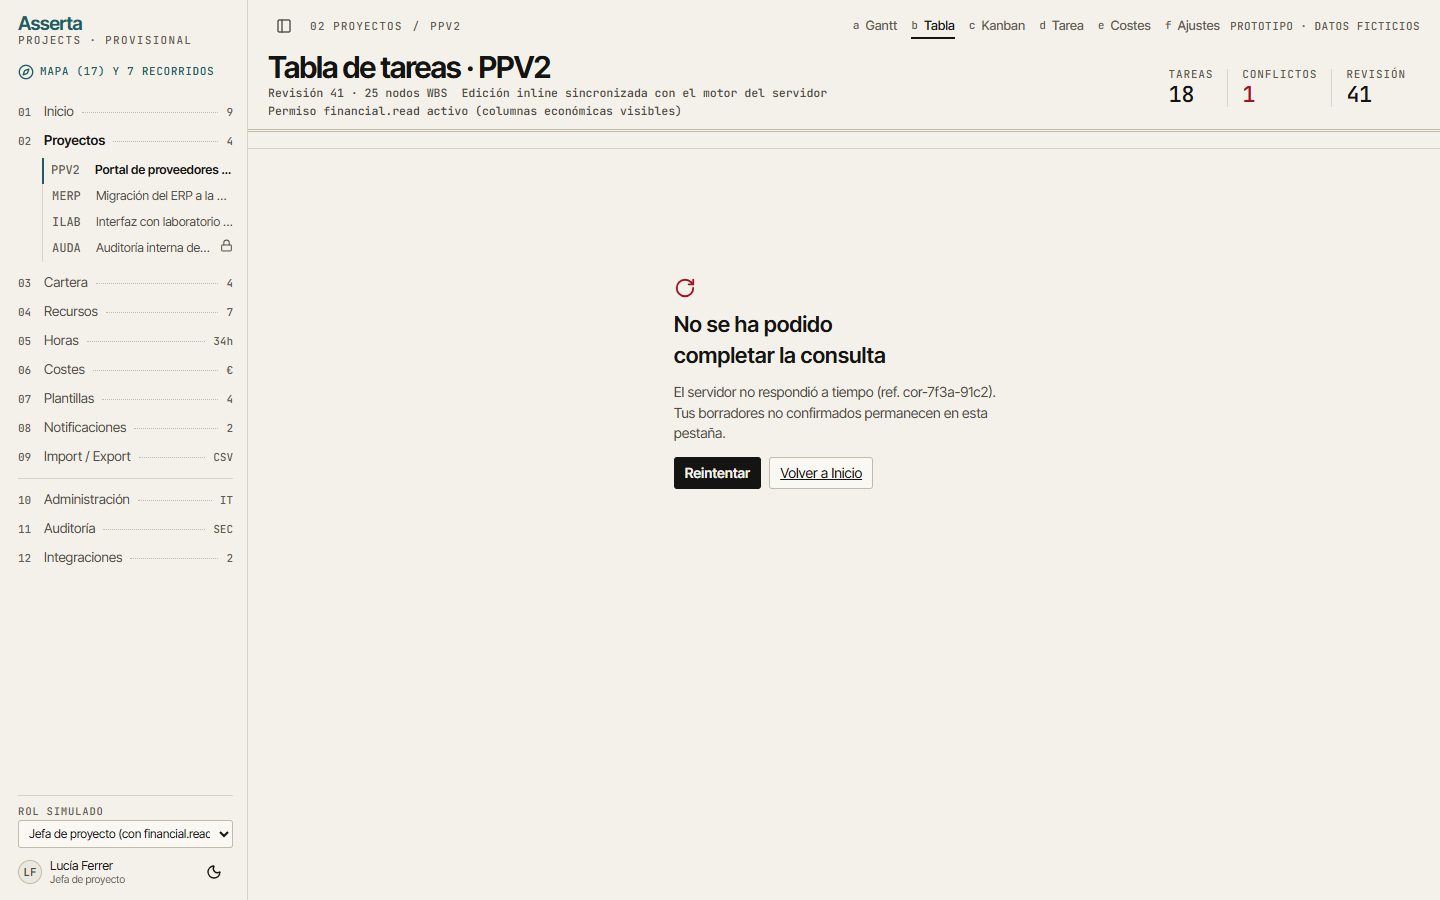 Asserta
PROJECTS · PROVISIONAL
MAPA (17) Y 7 RECORRIDOS
01 Inicio 9
02 Proyectos 4
PPV2 Portal de proveedores ...
MERP Migración del ERP a la ...
ILAB Interfaz con laboratorio ...
AUDA Auditoría interna de...
03 Cartera 4
04 Recursos 7
05 Horas 34h
06 Costes €
07 Plantillas 4
08 Notificaciones 2
09 Import / Export CSV
10 Administración IT
11 Auditoría SEC
12 Integraciones 2
ROL SIMULADO
Jefa de proyecto (con financial.read
LF Lucía Ferrer
Jefa de proyecto
02 PROYECTOS / PPV2
a Gantt b Tabla c Kanban d Tarea e Costes f Ajustes PROTOTIPO · DATOS FICTICIOS
Tabla de tareas · PPV2
Revisión 41 · 25 nodos WBS Edición inline sincronizada con el motor del servidor
Permiso financial.read activo (columnas económicas visibles)
TAREAS CONFLICTOS REVISIÓN
18 1 41
No se ha podido
completar la consulta
El servidor no respondió a tiempo (ref. cor-7f3a-91c2).
Tus borradores no confirmados permanecen en esta
pestaña.
Reintentar Volver a Inicio